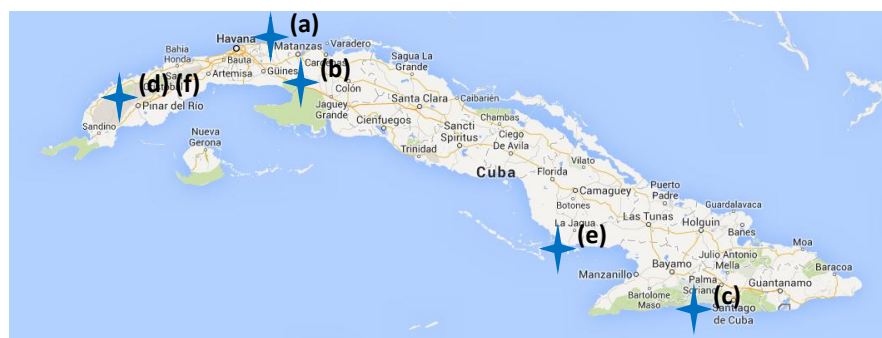 Havana
(a)
Bahia
Honda
Matanzas
Varadero
Bauta
Cardenas
Sagua La
Grande
(d) (f)
Artemisa
Güines
(b)
Colón
Pinar del Río
Jaguey
Grande
Santa Clara
Caibarién
Sandino
Nueva
Gerona
Cienfuegos
Chambas
Sancti
Spiritus
Ciego
De Avila
Trinidad
Cuba
Florida
Vilato
Camaguey
Puerto
Padre
Botones
Guardalavaca
La Jagua
(e)
Las Tunas
Holguin
Banes
Moa
Julio Antonio
Mella
Bayamo
Manzanillo
Palma
Soriano
Baracoa
Guantanamo
Bartolome
Maso
(c)
Santiago
de Cuba